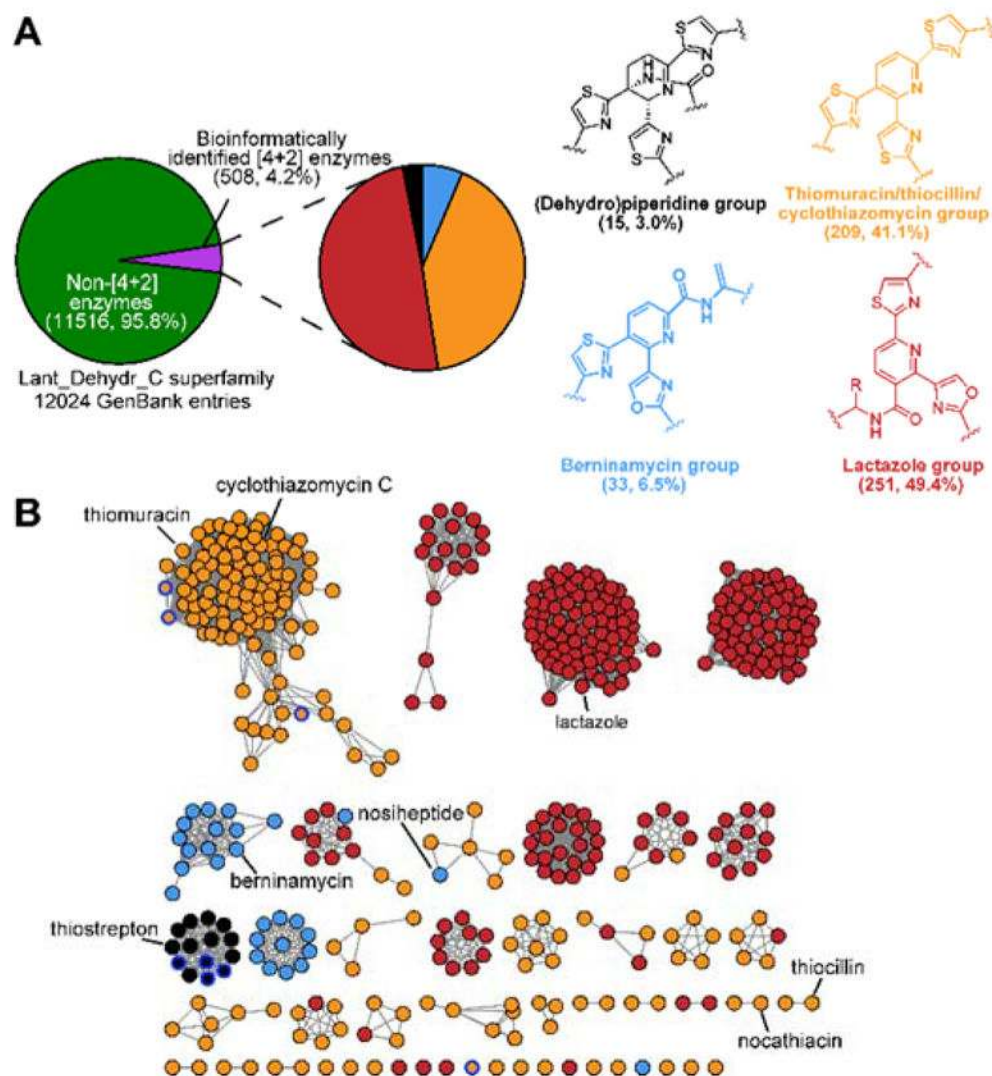 A
Bioinformatically
identified [4+2] enzymes
(508, 4.2%)
Non-[4+2]
enzymes
(11516, 95.8%)
Lant_Dehydr_C superfamily
12024 GenBank entries
S
N
H
N
O
S
N
N
S
N
(Dehydro)piperidine group
(15, 3.0%)
S
N
S
N
N
N
S
Thiomuracin/thiocillin/
cyclothiazomycin group
(209, 41.1%)
O
N
H
N
S
N
N
O
Berninamycin group
(33, 6.5%)
S
N
N
R
O
N
H
O
N
Lactazole group
(251, 49.4%)
B
cyclothiazomycin C
thiomuracin
lactazole
nosiheptide
berninamycin
thiostrepton
thiocillin
nocathiacin